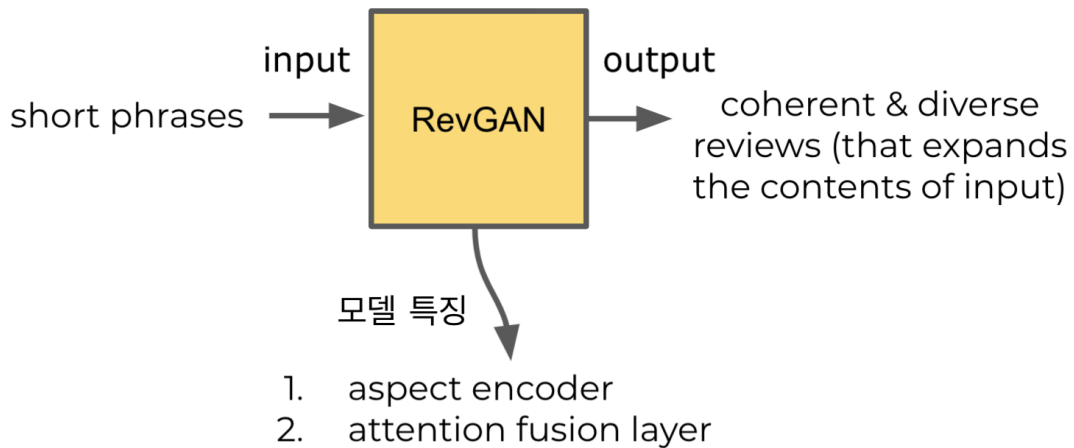 input
output
short phrases
RevGAN
coherent & diverse
reviews (that expands
the contents of input)
모델 특징
1. aspect encoder
2. attention fusion layer